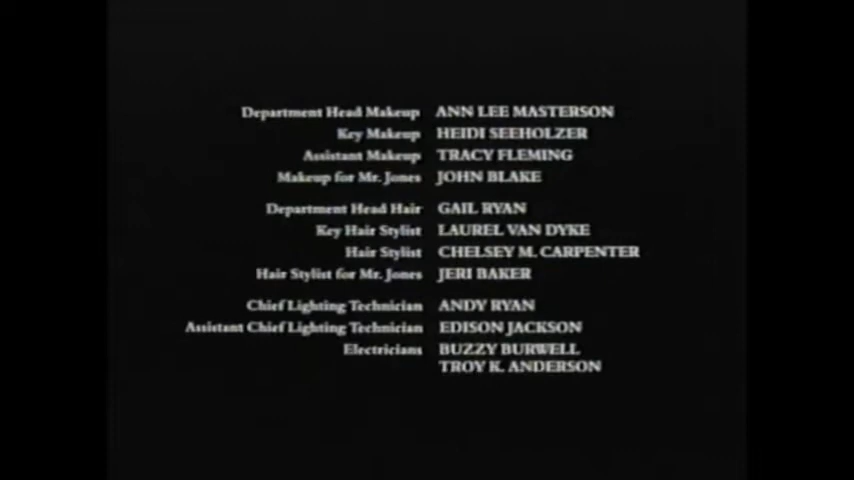 Department Head Makeup ANN LEE MASTERSON
Key Makeup HEIDI SEEHOLZER
Assistant Makeup TRACY FLEMING
Makeup for Mr. Jones JOHN BLAKE
Department Head Hair GAIL RYAN
Key Hair Stylist LAUREL VAN DYKE
Hair Stylist CHELSEY M. CARPENTER
Hair Stylist for Mr. Jones JERI BAKER
Chief Lighting Technician ANDY RYAN
Assistant Chief Lighting Technician EDISON JACKSON
Electricians BUZZY BURWELL
TROY K. ANDERSON